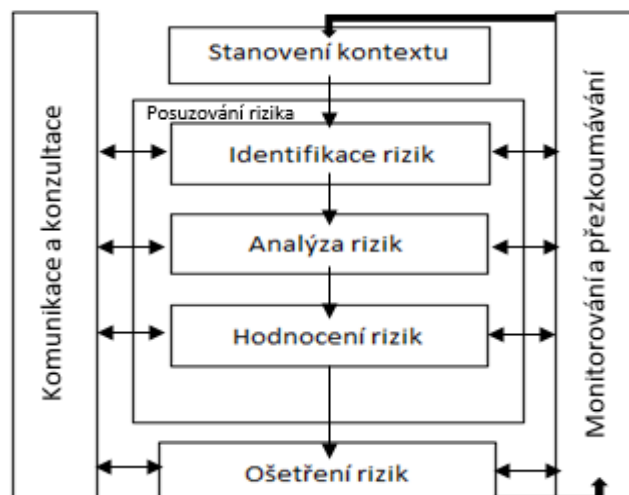 Stanovení kontextu
Posuzování rizika
Identifikace rizik
Analýza rizik
Hodnocení rizik
Ošetření rizik
Komunikace a konzultace
Monitorování a přezkoumávání